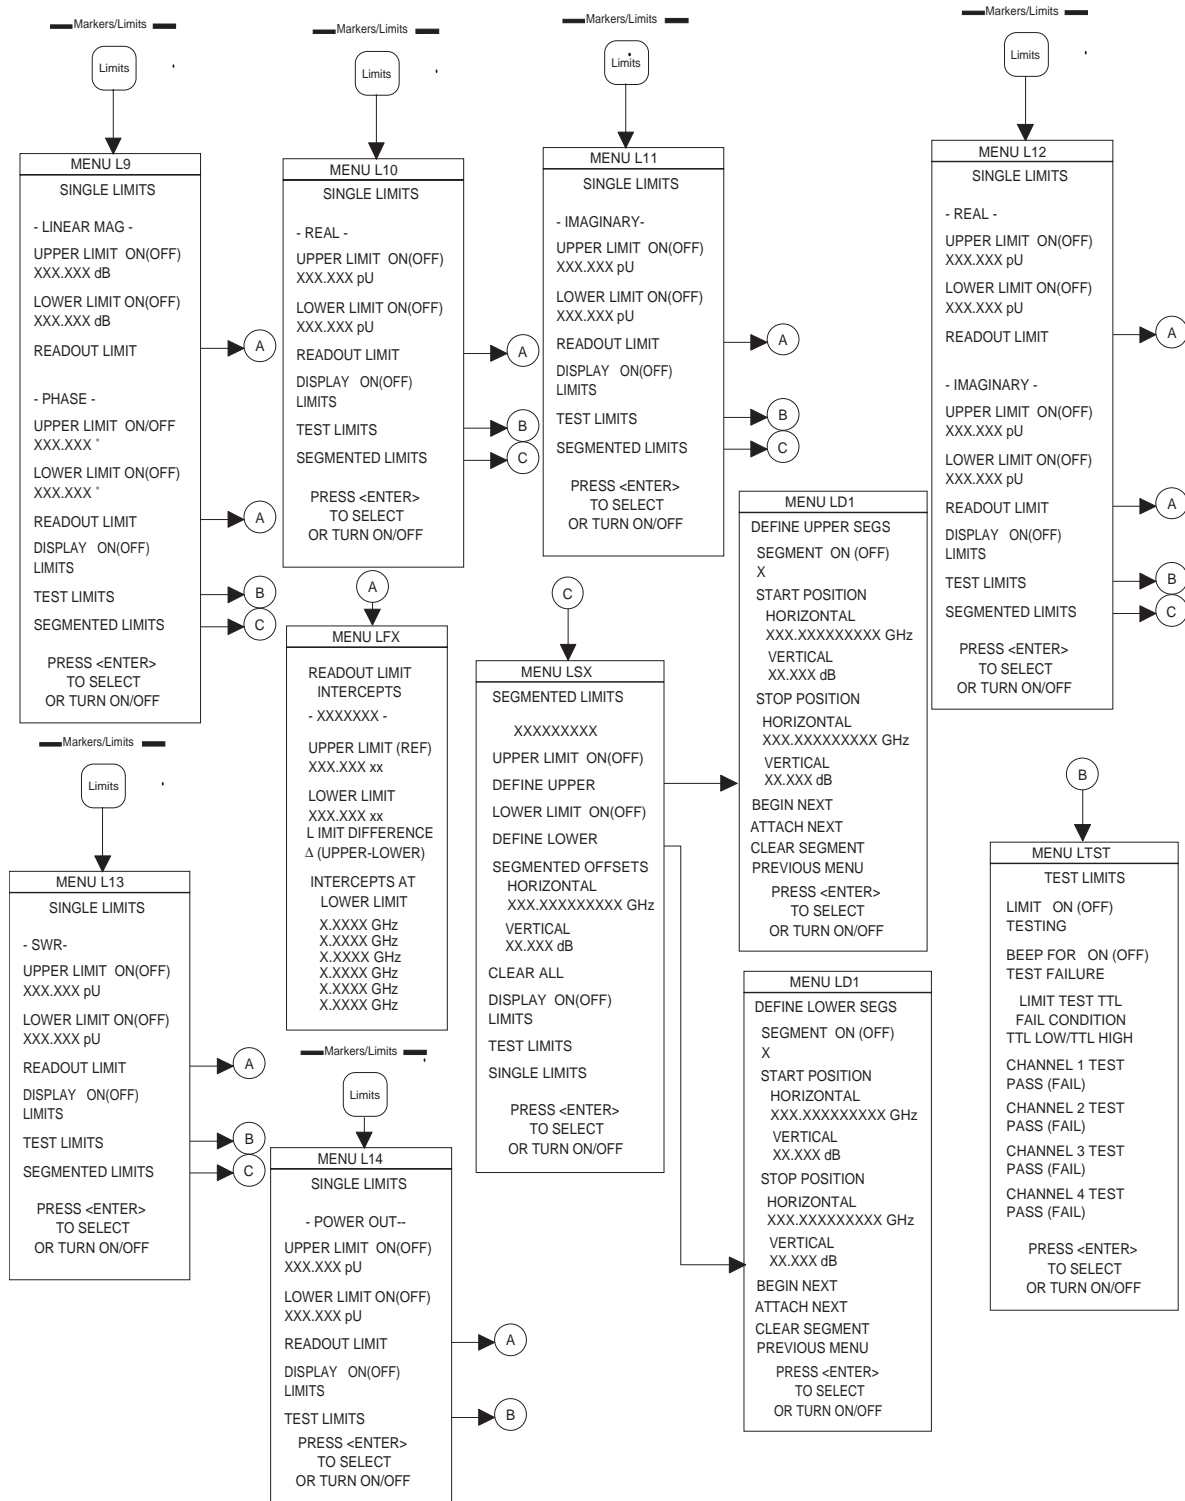 Markers/Limits
Limits
MENU L9
SINGLE LIMITS
- LINEAR MAG -
UPPER LIMIT ON(OFF)
XXX.XXX dB
LOWER LIMIT ON(OFF)
XXX.XXX dB
READOUT LIMIT
A
- PHASE -
UPPER LIMIT ON/OFF
XXX.XXX °
LOWER LIMIT ON(OFF)
XXX.XXX °
READOUT LIMIT
A
DISPLAY ON(OFF)
LIMITS
TEST LIMITS
B
SEGMENTED LIMITS
C
PRESS <ENTER>
TO SELECT
OR TURN ON/OFF
Markers/Limits
Limits
MENU L10
SINGLE LIMITS
- REAL -
UPPER LIMIT ON(OFF)
XXX.XXX pU
LOWER LIMIT ON(OFF)
XXX.XXX pU
READOUT LIMIT
A
DISPLAY ON(OFF)
LIMITS
TEST LIMITS
B
SEGMENTED LIMITS
C
PRESS <ENTER>
TO SELECT
OR TURN ON/OFF
Markers/Limits
Limits
MENU L11
SINGLE LIMITS
- IMAGINARY-
UPPER LIMIT ON(OFF)
XXX.XXX pU
LOWER LIMIT ON(OFF)
XXX.XXX pU
READOUT LIMIT
A
DISPLAY ON(OFF)
LIMITS
TEST LIMITS
B
SEGMENTED LIMITS
C
PRESS <ENTER>
TO SELECT
OR TURN ON/OFF
Markers/Limits
Limits
MENU L12
SINGLE LIMITS
- REAL -
UPPER LIMIT ON(OFF)
XXX.XXX pU
LOWER LIMIT ON(OFF)
XXX.XXX pU
READOUT LIMIT
A
- IMAGINARY -
UPPER LIMIT ON(OFF)
XXX.XXX pU
LOWER LIMIT ON(OFF)
XXX.XXX pU
READOUT LIMIT
A
DISPLAY ON(OFF)
LIMITS
TEST LIMITS
B
SEGMENTED LIMITS
C
PRESS <ENTER>
TO SELECT
OR TURN ON/OFF
Markers/Limits
Limits
MENU L13
SINGLE LIMITS
- SWR-
UPPER LIMIT ON(OFF)
XXX.XXX pU
LOWER LIMIT ON(OFF)
XXX.XXX pU
READOUT LIMIT
A
DISPLAY ON(OFF)
LIMITS
TEST LIMITS
B
SEGMENTED LIMITS
C
PRESS <ENTER>
TO SELECT
OR TURN ON/OFF
A
MENU LFX
READOUT LIMIT
INTERCEPTS
- XXXXXXX -
UPPER LIMIT (REF)
XXX.XXX xx
LOWER LIMIT
XXX.XXX xx
L IMIT DIFFERENCE
Δ (UPPER-LOWER)
INTERCEPTS AT
LOWER LIMIT
X.XXXX GHz
X.XXXX GHz
X.XXXX GHz
X.XXXX GHz
X.XXXX GHz
X.XXXX GHz
Markers/Limits
Limits
MENU L14
SINGLE LIMITS
- POWER OUT--
UPPER LIMIT ON(OFF)
XXX.XXX pU
LOWER LIMIT ON(OFF)
XXX.XXX pU
READOUT LIMIT
A
DISPLAY ON(OFF)
LIMITS
TEST LIMITS
B
PRESS <ENTER>
TO SELECT
OR TURN ON/OFF
C
MENU LSX
SEGMENTED LIMITS
XXXXXXXXX
UPPER LIMIT ON(OFF)
DEFINE UPPER
LOWER LIMIT ON(OFF)
DEFINE LOWER
SEGMENTED OFFSETS
HORIZONTAL
XXX.XXXXXXXXX GHz
VERTICAL
XX.XXX dB
CLEAR ALL
DISPLAY ON(OFF)
LIMITS
TEST LIMITS
SINGLE LIMITS
PRESS <ENTER>
TO SELECT
OR TURN ON/OFF
MENU LD1
DEFINE UPPER SEGS
SEGMENT ON (OFF)
X
START POSITION
HORIZONTAL
XXX.XXXXXXXXX GHz
VERTICAL
XX.XXX dB
STOP POSITION
HORIZONTAL
XXX.XXXXXXXXX GHz
VERTICAL
XX.XXX dB
BEGIN NEXT
ATTACH NEXT
CLEAR SEGMENT
PREVIOUS MENU
PRESS <ENTER>
TO SELECT
OR TURN ON/OFF
MENU LD1
DEFINE LOWER SEGS
SEGMENT ON (OFF)
X
START POSITION
HORIZONTAL
XXX.XXXXXXXXX GHz
VERTICAL
XX.XXX dB
STOP POSITION
HORIZONTAL
XXX.XXXXXXXXX GHz
VERTICAL
XX.XXX dB
BEGIN NEXT
ATTACH NEXT
CLEAR SEGMENT
PREVIOUS MENU
PRESS <ENTER>
TO SELECT
OR TURN ON/OFF
B
MENU LTST
TEST LIMITS
LIMIT ON (OFF)
TESTING
BEEP FOR ON (OFF)
TEST FAILURE
LIMIT TEST TTL
FAIL CONDITION
TTL LOW/TTL HIGH
CHANNEL 1 TEST
PASS (FAIL)
CHANNEL 2 TEST
PASS (FAIL)
CHANNEL 3 TEST
PASS (FAIL)
CHANNEL 4 TEST
PASS (FAIL)
PRESS <ENTER>
TO SELECT
OR TURN ON/OFF